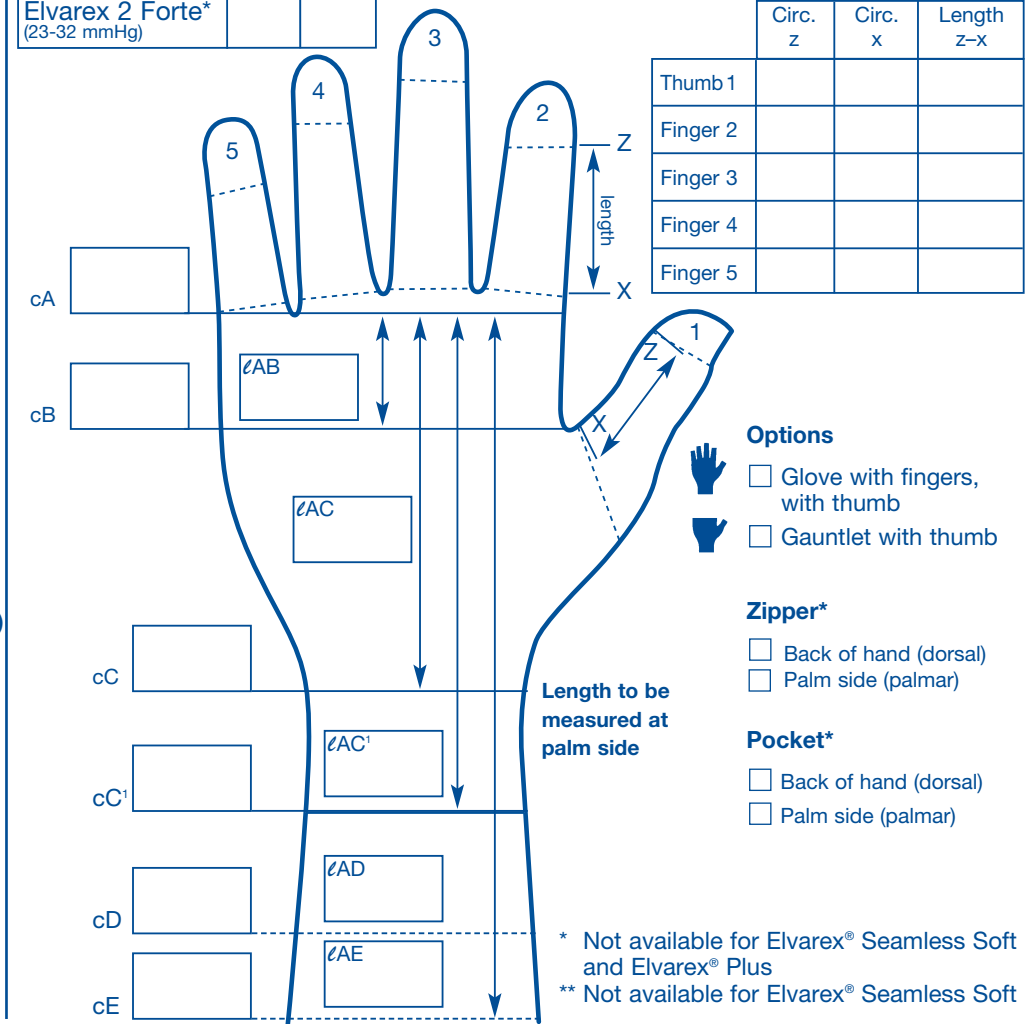 Elvarex 2 Forte*
(23-32 mmHg)
Circ. z
Circ. x
Length z–x
Thumb 1
Finger 2
Finger 3
Finger 4
Finger 5
3
4
2
5
Z
length
X
cA
1
Z
ℓAB
cB
X
Options
Glove with fingers,
with thumb
Gauntlet with thumb
ℓAC
Zipper*
Back of hand (dorsal)
Palm side (palmar)
cC
Length to be
measured at
palm side
Pocket*
Back of hand (dorsal)
Palm side (palmar)
ℓAC¹
cC¹
ℓAD
cD
ℓAE
cE
* Not available for Elvarex® Seamless Soft
and Elvarex® Plus
** Not available for Elvarex® Seamless Soft